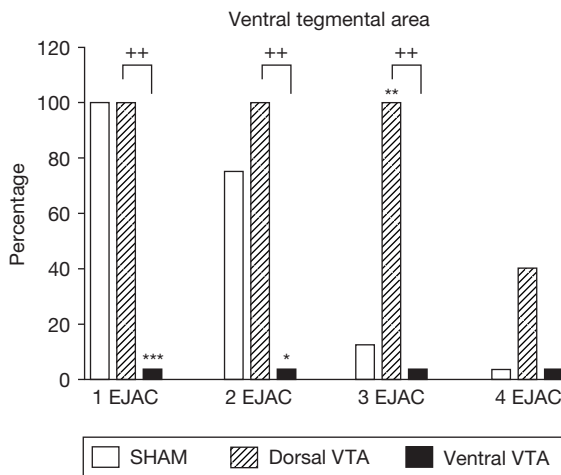 Ventral tegmental area
++ ++ ++
Percentage
120
100
80
60
40
20
0
**
*** *
1 EJAC 2 EJAC 3 EJAC 4 EJAC
SHAM Dorsal VTA Ventral VTA